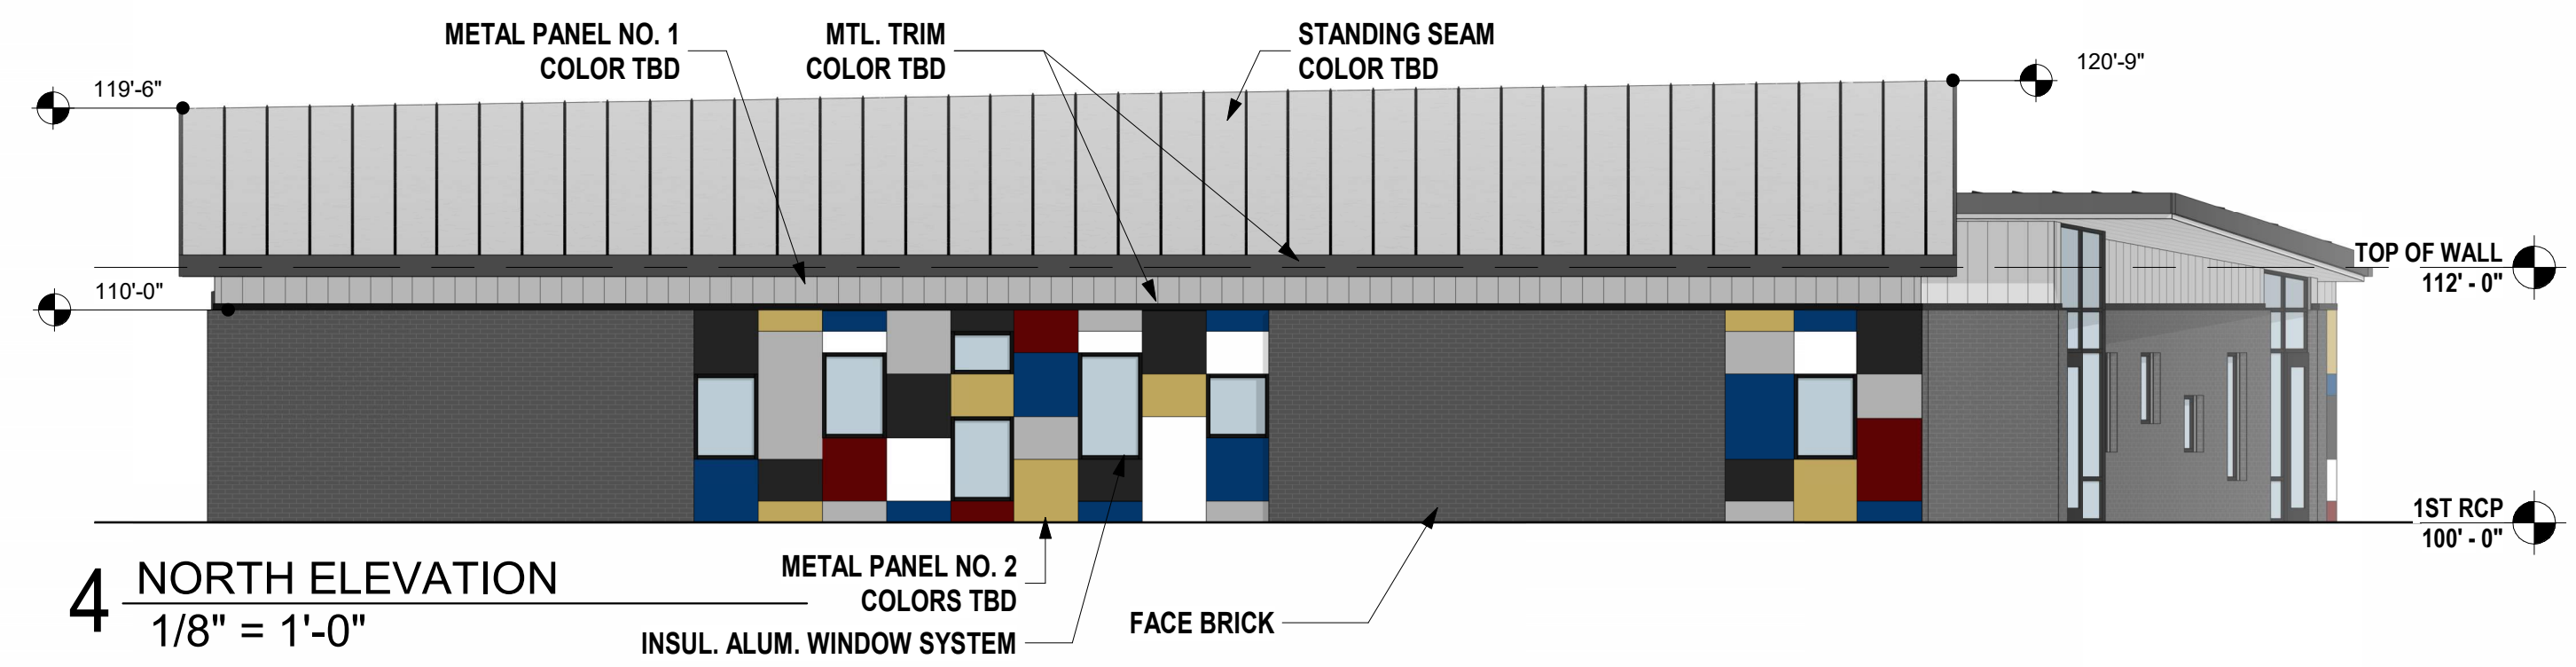 METAL PANEL NO. 1
COLOR TBD
MTL. TRIM
COLOR TBD
STANDING SEAM
COLOR TBD
119'-6"
120'-9"
110'-0"
TOP OF WALL
112' - 0"
1ST RCP
100' - 0"
METAL PANEL NO. 2
COLORS TBD
INSUL. ALUM. WINDOW SYSTEM
FACE BRICK
4
NORTH ELEVATION
1/8" = 1'-0"